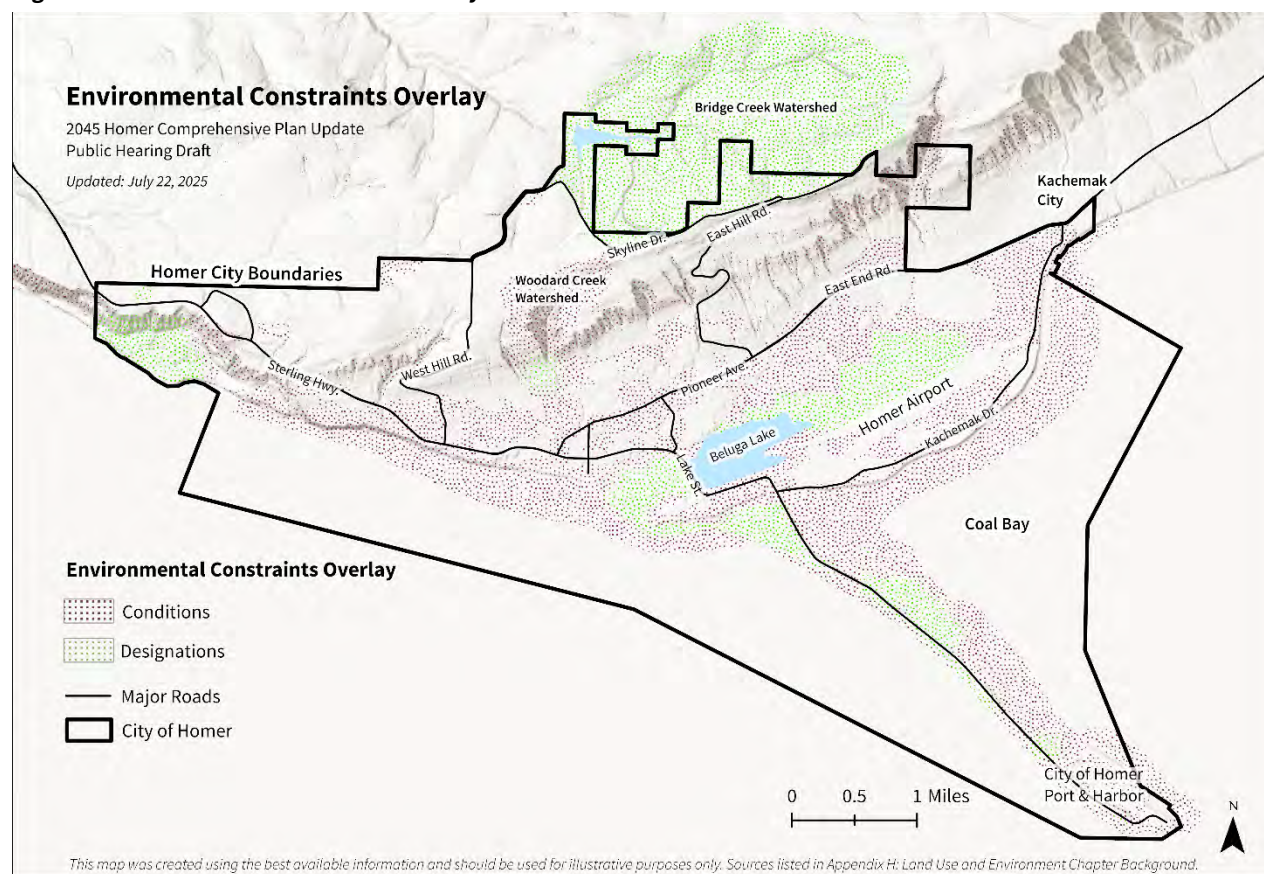 Environmental Constraints Overlay
2045 Homer Comprehensive Plan Update
Public Hearing Draft
Updated: July 22, 2025
Bridge Creek Watershed
Kachemak
City
Skyline Dr.
East Hill Rd.
Homer City Boundaries
Woodard Creek
Watershed
East End Rd.
Sterling Hwy.
West Hill Rd.
Pioneer Ave
Homer Airport
Kachemak Dr.
Beluga Lake
Lake St.
Coal Bay
Environmental Constraints Overlay
Conditions
Designations
Major Roads
City of Homer
City of Homer
Port & Harbor
0 0.5 1 Miles
N
This map was created using the best available information and should be used for illustrative purposes only. Sources listed in Appendix H: Land Use and Environment Chapter Background.